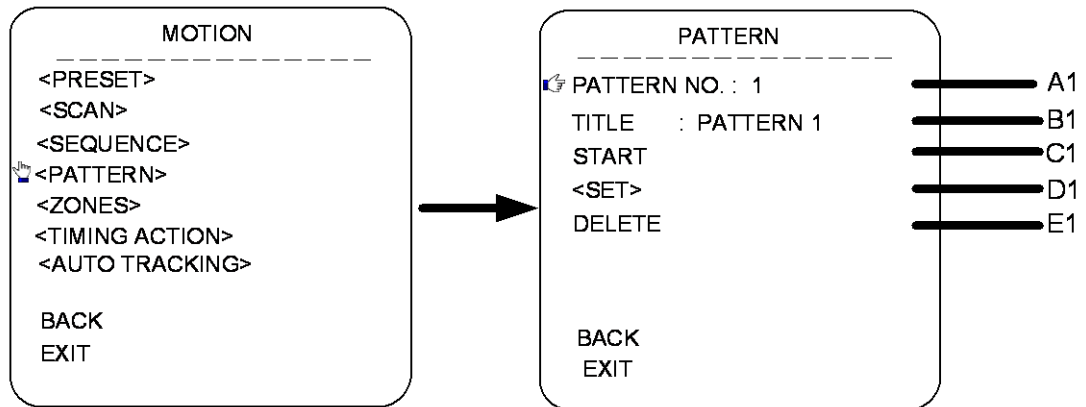 MOTION
<PRESET>
<SCAN>
<SEQUENCE>
<PATTERN>
<ZONES>
<TIMING ACTION>
<AUTO TRACKING>
BACK
EXIT
PATTERN
PATTERN NO. : 1
TITLE : PATTERN 1
START
<SET>
DELETE
BACK
EXIT
A1
B1
C1
D1
E1